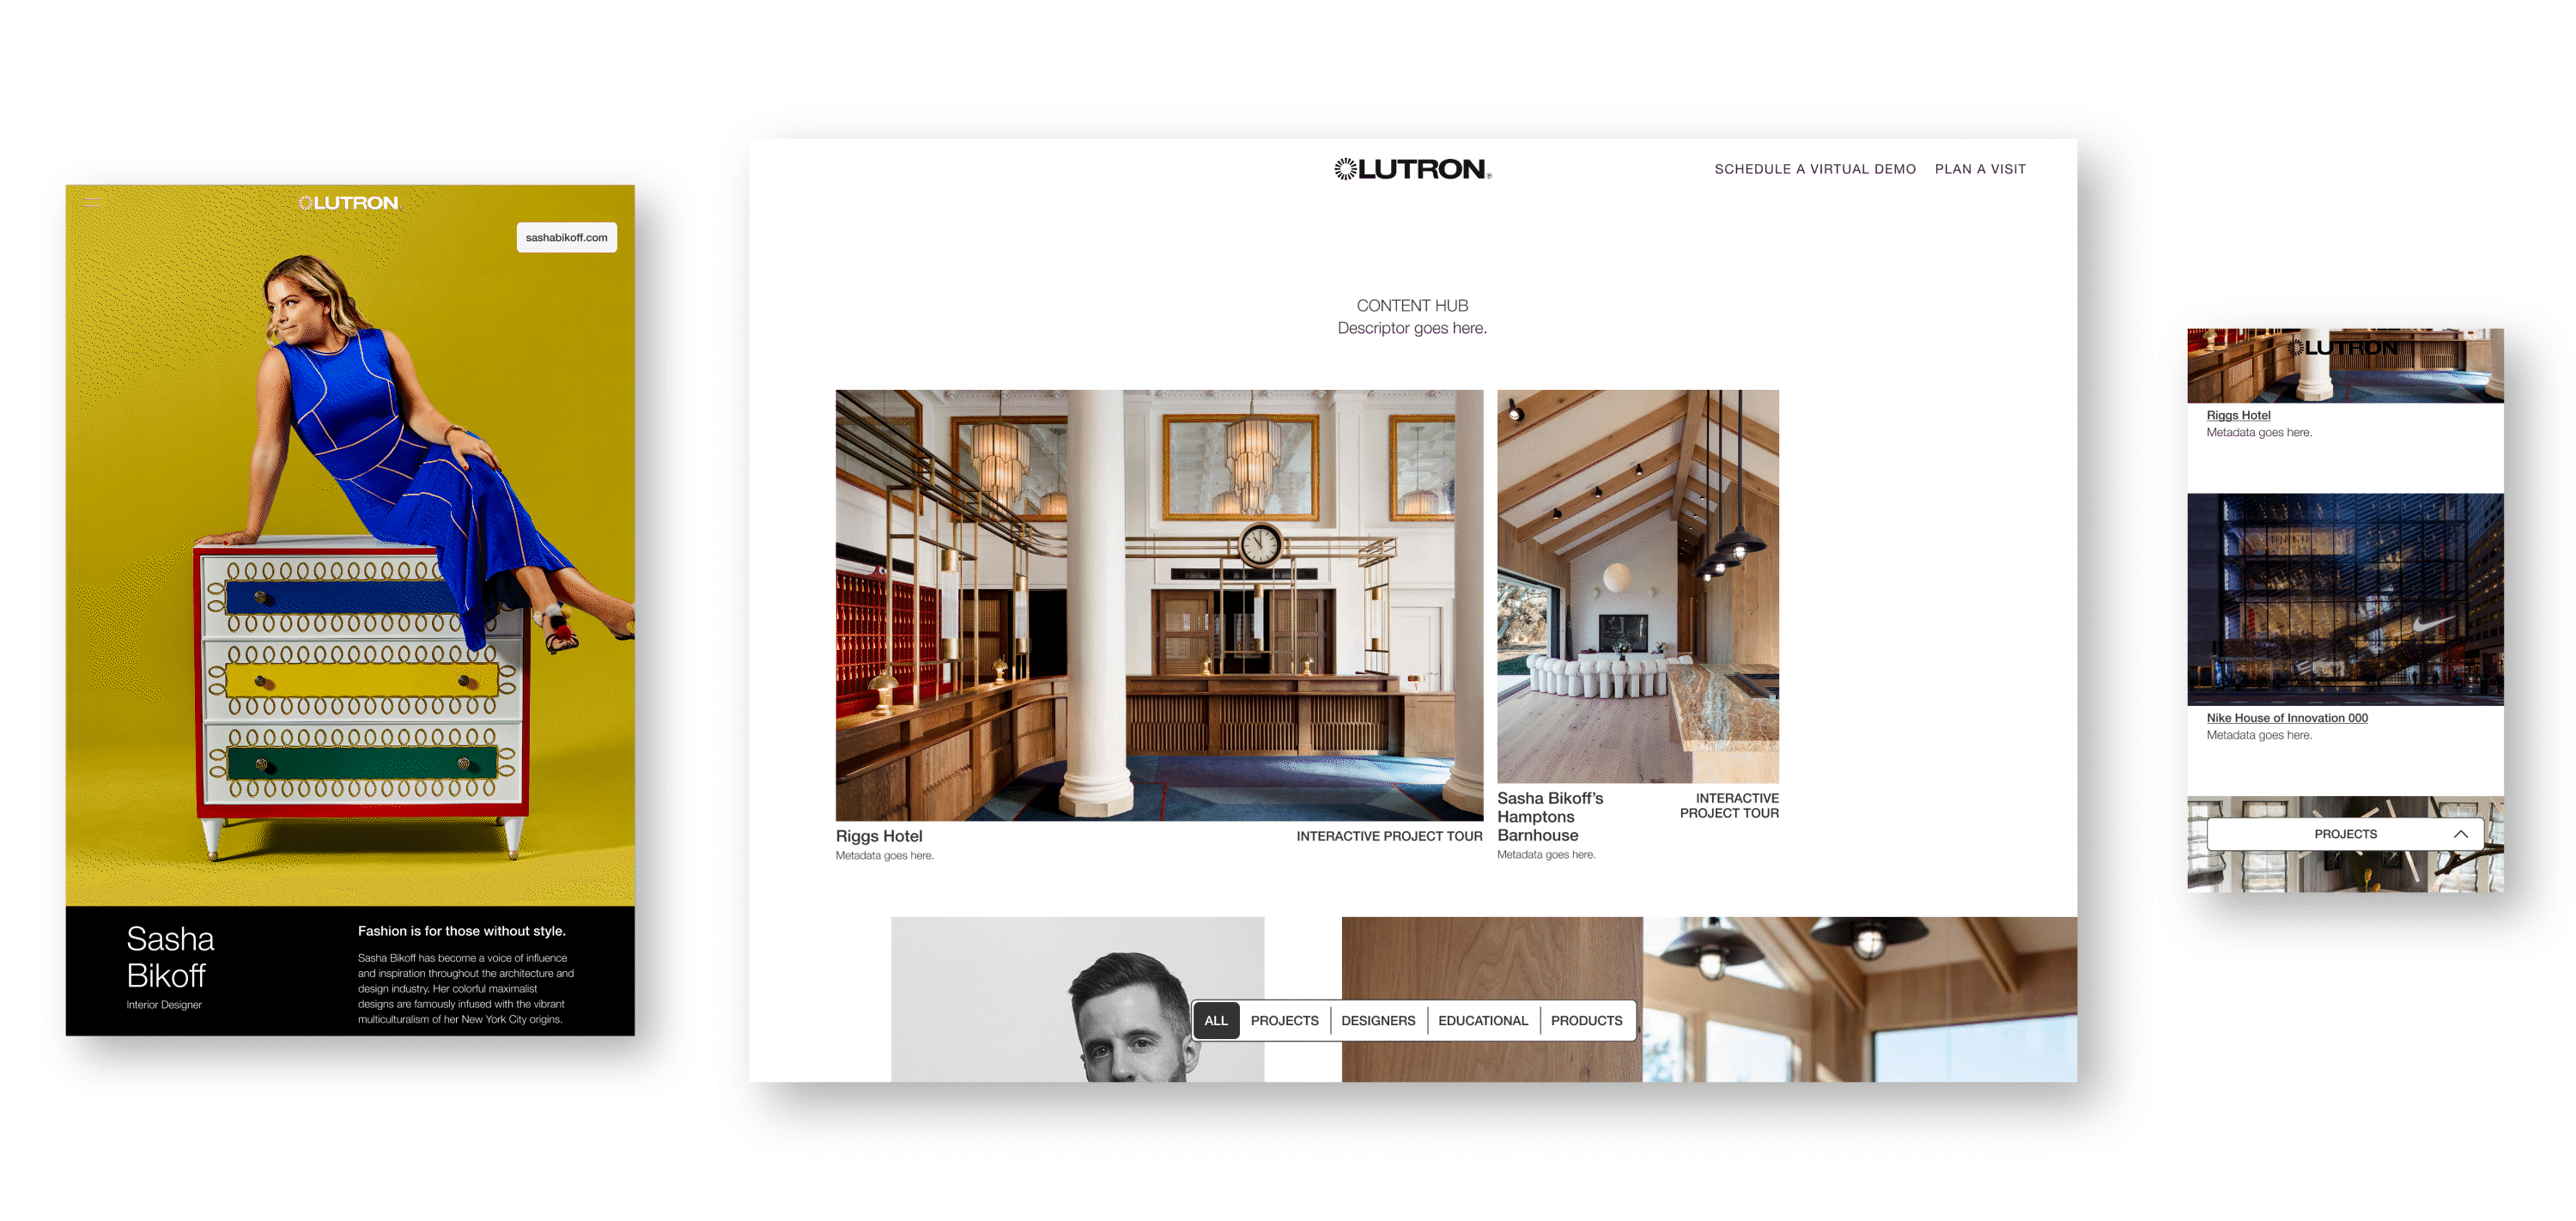 LUTRON
sashabikoff.com
Sasha
Bikoff
Interior Designer
Fashion is for those without style.
Sasha Bikoff has become a voice of influence
and inspiration throughout the architecture and
design industry. Her colorful maximalist
designs are famously infused with the vibrant
multiculturalism of her New York City origins.
LUTRON®
SCHEDULE A VIRTUAL DEMO
PLAN A VISIT
CONTENT HUB
Descriptor goes here.
Riggs Hotel
Metadata goes here.
INTERACTIVE PROJECT TOUR
Sasha Bikoff’s
Hamptons
Barnhouse
Metadata goes here.
INTERACTIVE
PROJECT TOUR
ALL
PROJECTS
DESIGNERS
EDUCATIONAL
PRODUCTS
LUTRON
Riggs Hotel
Metadata goes here.
Nike House of Innovation 000
Metadata goes here.
PROJECTS